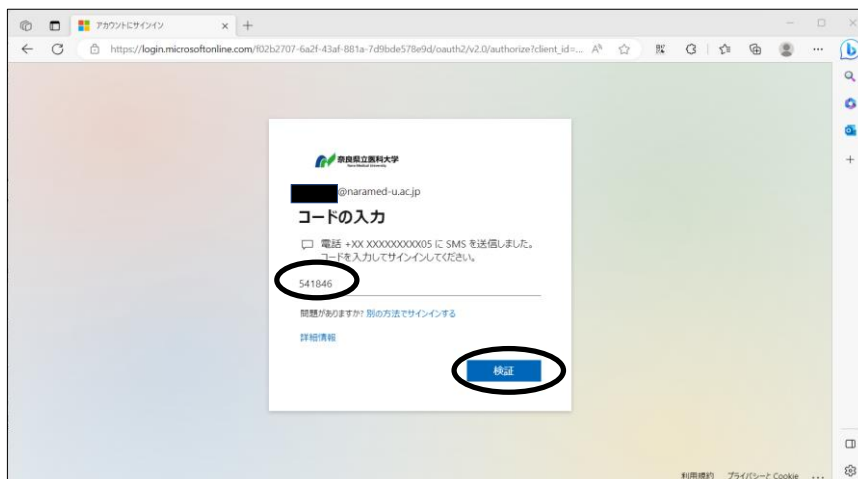 アカウントにサインイン
https://login.microsoftonline.com/f02b2707-6a2f-43af-881a-7d9bde578e9d/oauth2/v2.0/authorize?client_id=...
奈良県立医科大学
Nara Medical University
@naramed-u.ac.jp
コードの入力
電話 +XX XXXXXXXXX05 に SMS を送信しました。
コードを入力してサインインしてください。
541846
問題がありますか? 別の方法でサインインする
詳細情報
検証
利用規約 プライバシーと Cookie ...